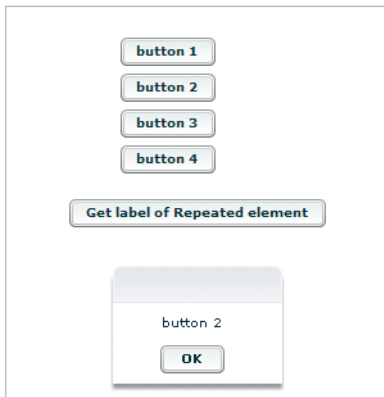 button 1
button 2
button 3
button 4
Get label of Repeated element
button 2
OK